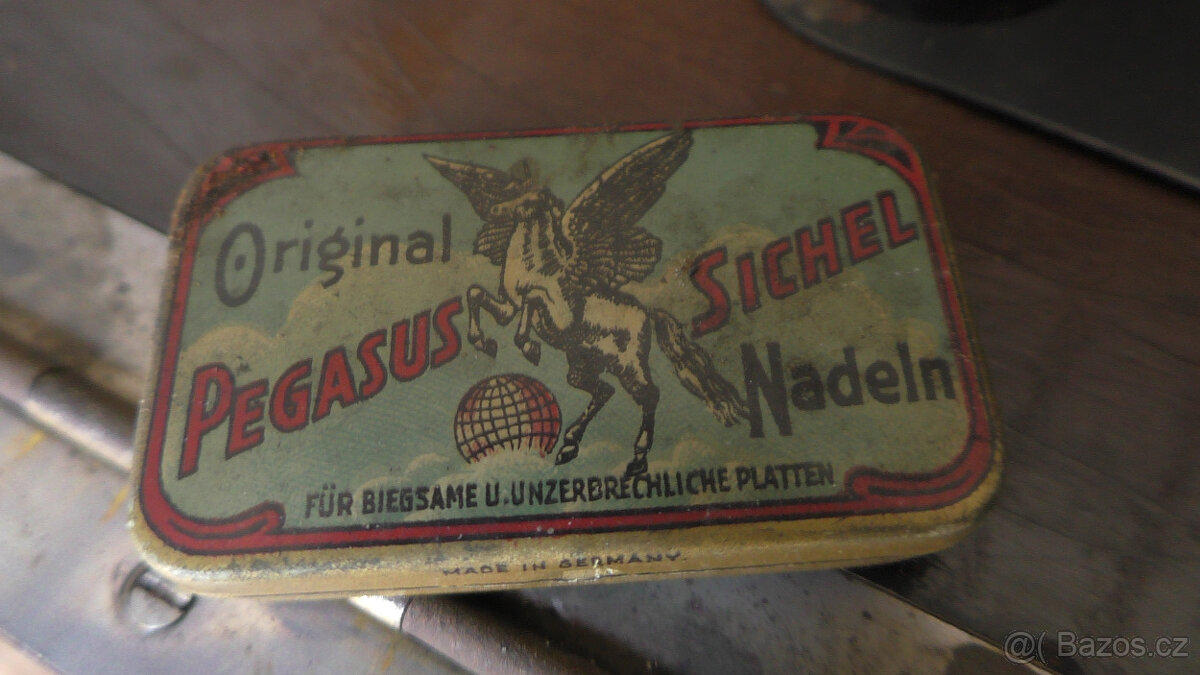 Original
PEGASUS
SICHEL
Nadeln
FÜR BIEGSAME U. UNZERBRECHLICHE PLATTEN
MADE IN GERMANY.
@( Bazos.cz